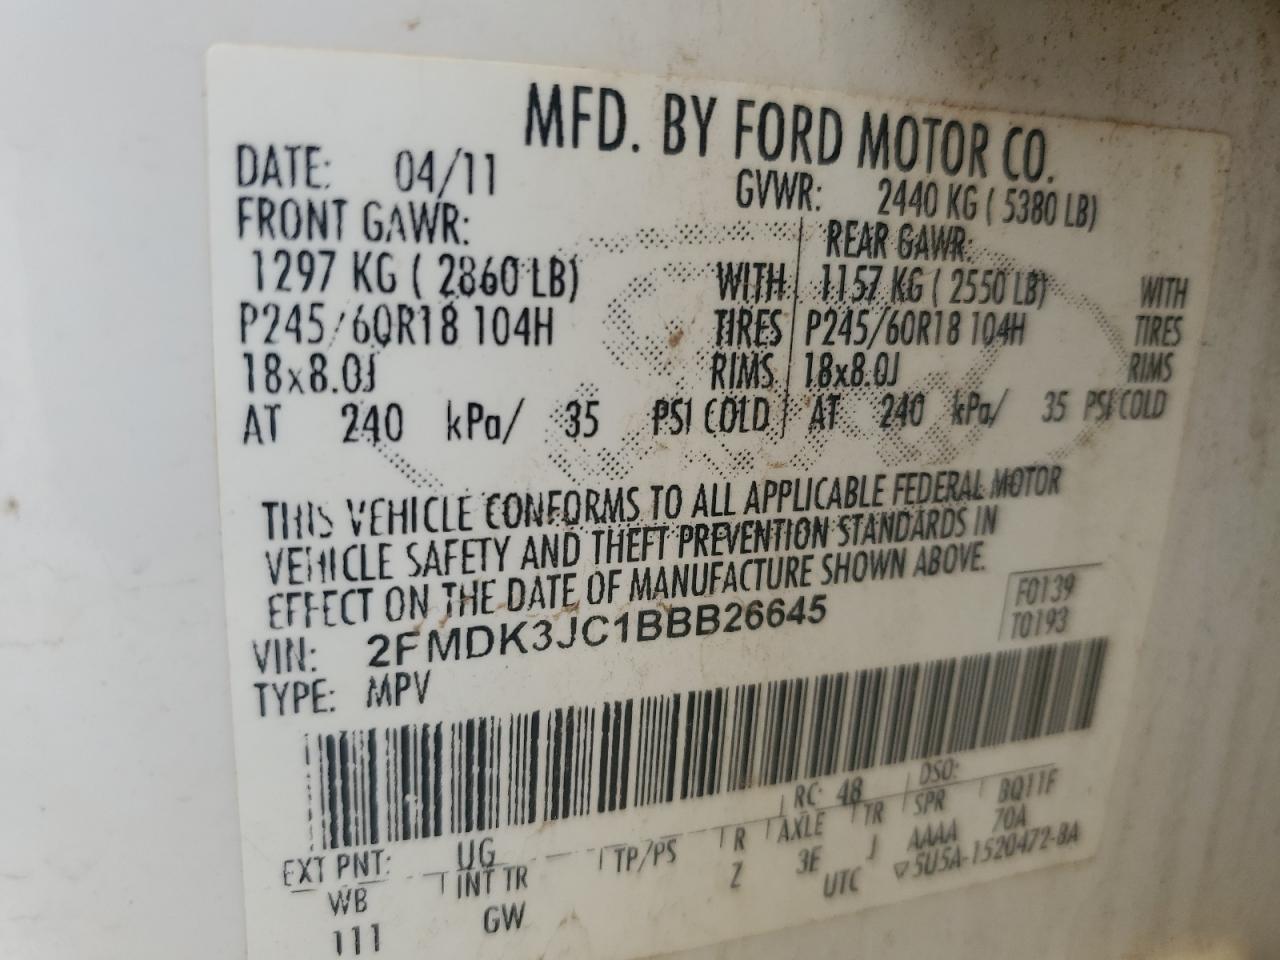 MFD. BY FORD MOTOR CO.
DATE: 04/11 GVWR: 2440 KG ( 5380 LB)
FRONT GAWR: REAR GAWR:
1297 KG ( 2860 LB) WITH 1157 KG ( 2550 LB) WITH
P245/60R18 104H TIRES P245/60R18 104H TIRES
18x8.0J RIMS 18x8.0J RIMS
AT 240 kPa/ 35 PSI COLD AT 240 kPa/ 35 PSI COLD
THIS VEHICLE CONFORMS TO ALL APPLICABLE FEDERAL MOTOR
VEHICLE SAFETY AND THEFT PREVENTION STANDARDS IN
EFFECT ON THE DATE OF MANUFACTURE SHOWN ABOVE.
F0139
VIN: 2FMDK3JC1BBB26645 T0193
TYPE: MPV
EXT PNT: UG RC: 48 DSO:
WB INT TR TP/PS R AXLE TR SPR BQ11F
111 GW Z 3E J AAAA 70A
UTC ▽5U5A-1520472-BA